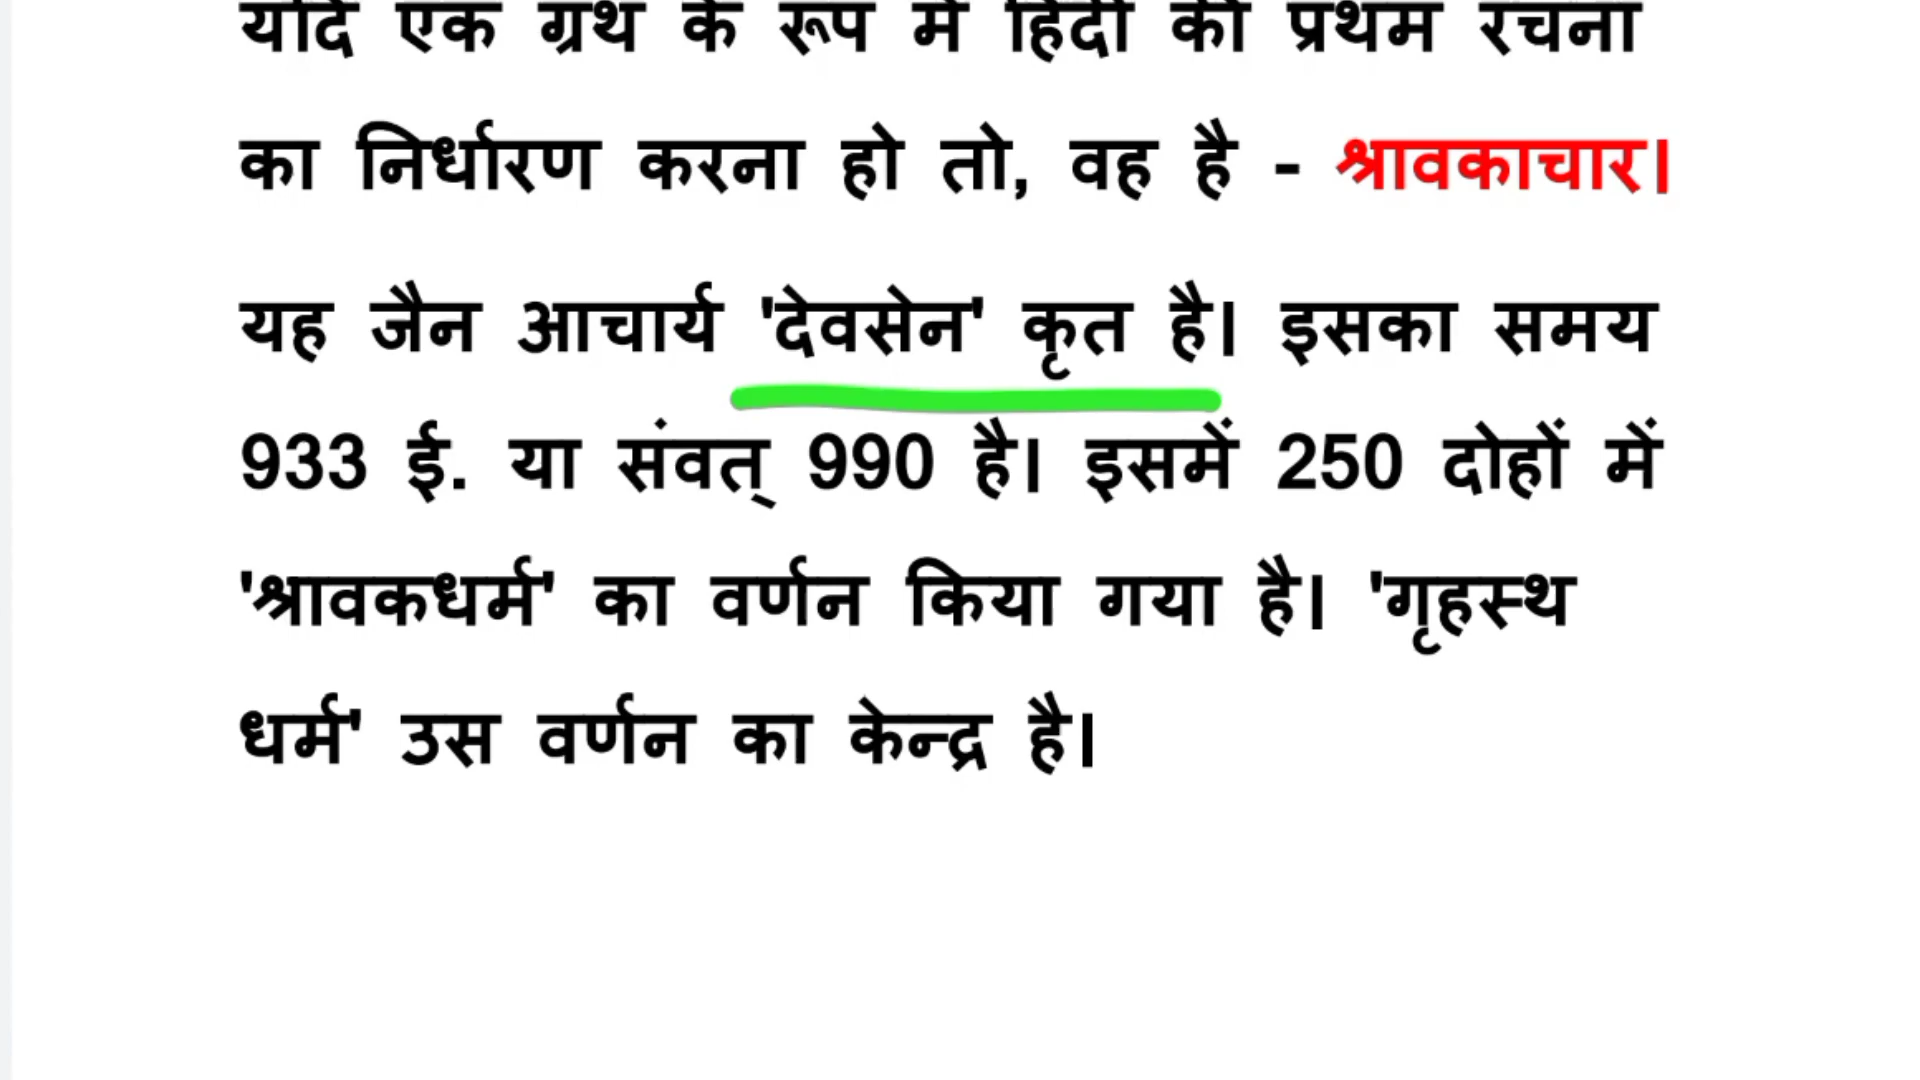 यदि एक ग्रंथ के रूप में हिंदी की प्रथम रचना
का निर्धारण करना हो तो, वह है - श्रावकाचार।
यह जैन आचार्य 'देवसेन' कृत है। इसका समय
933 ई. या संवत् 990 है। इसमें 250 दोहों में
'श्रावकधर्म' का वर्णन किया गया है। 'गृहस्थ
धर्म' उस वर्णन का केन्द्र है।